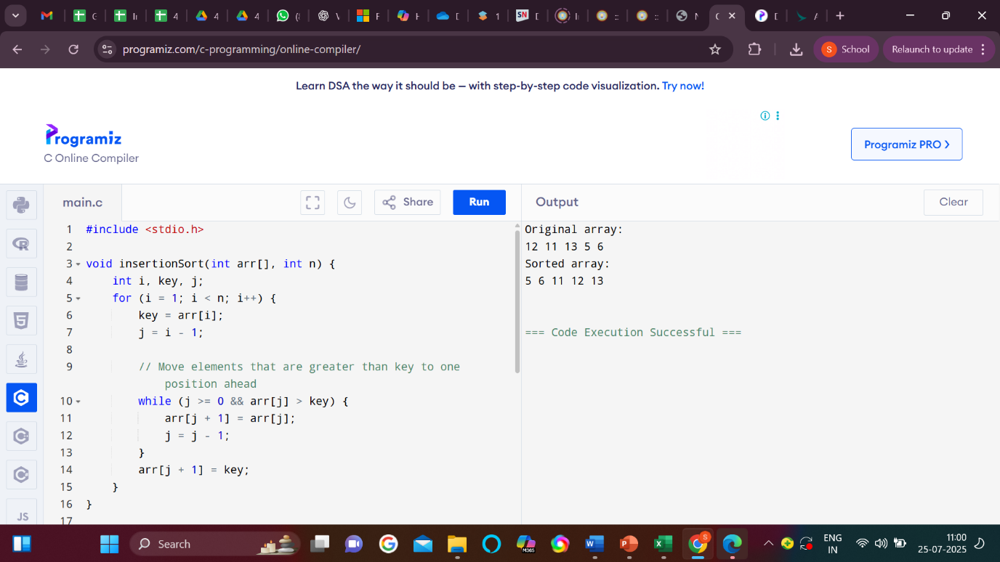 programiz.com/c-programming/online-compiler/
S School
Relaunch to update
Learn DSA the way it should be — with step-by-step code visualization. Try now!
Programiz
C Online Compiler
Programiz PRO >
main.c
Share
Run
Output
Clear
1 #include <stdio.h>
2
3 void insertionSort(int arr[], int n) {
4 int i, key, j;
5 for (i = 1; i < n; i++) {
6 key = arr[i];
7 j = i - 1;
8
9 // Move elements that are greater than key to one
position ahead
10 while (j >= 0 && arr[j] > key) {
11 arr[j + 1] = arr[j];
12 j = j - 1;
13 }
14 arr[j + 1] = key;
15 }
16 }
17
Original array:
12 11 13 5 6
Sorted array:
5 6 11 12 13
=== Code Execution Successful ===
JS
Search
M365
S
ENG
IN
11:00
25-07-2025